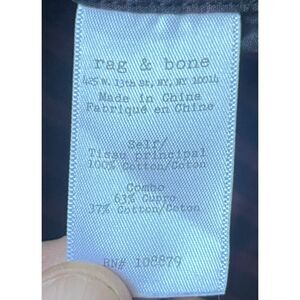 rag & bone
425 W. 13th St, NY, NY 10014
Made in China
Fabriqué en Chine
Self/
Tissu principal
100% Cotton/Coton
Combo
63% Cupro
37% Cotton/Coton
RN# 108879